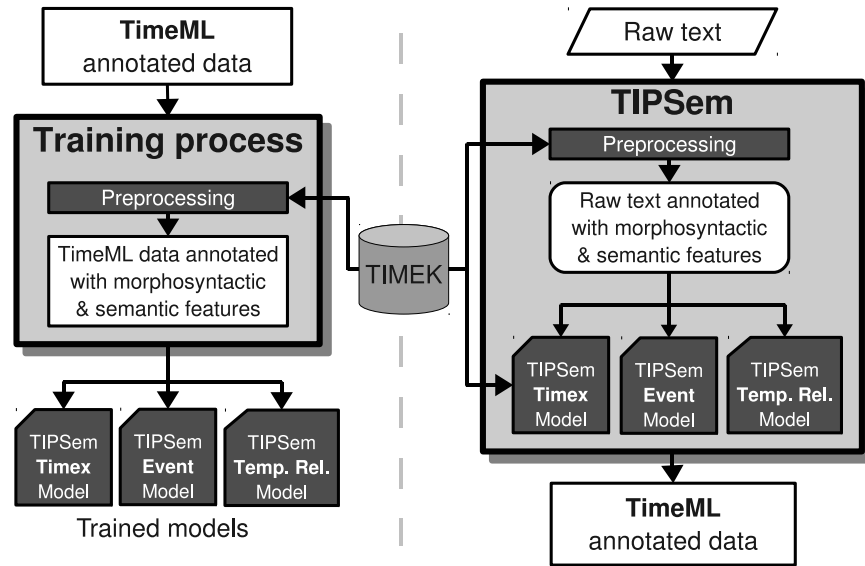 TimeML
annotated data
Training process
Preprocessing
TimeML data annotated
with morphosyntactic
& semantic features
TIPSem
Timex
Model
TIPSem
Event
Model
TIPSem
Temp. Rel.
Model
Trained models
TIMEK
Raw text
TIPSem
Preprocessing
Raw text annotated
with morphosyntactic
& semantic features
TIPSem
Timex
Model
TIPSem
Event
Model
TIPSem
Temp. Rel.
Model
TimeML
annotated data